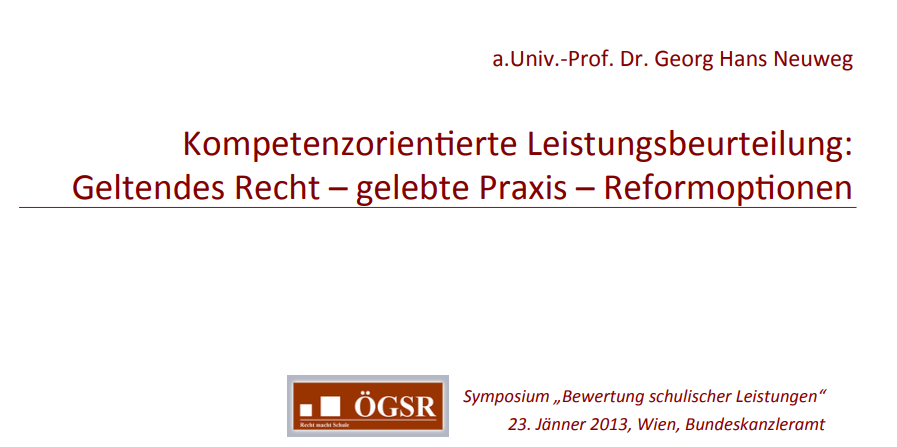 a.Univ.-Prof. Dr. Georg Hans Neuweg
Kompetenzorientierte Leistungsbeurteilung:
Geltendes Recht – gelebte Praxis – Reformoptionen
ÖGSR
Recht macht Schule
Symposium „Bewertung schulischer Leistungen“
23. Jänner 2013, Wien, Bundeskanzleramt